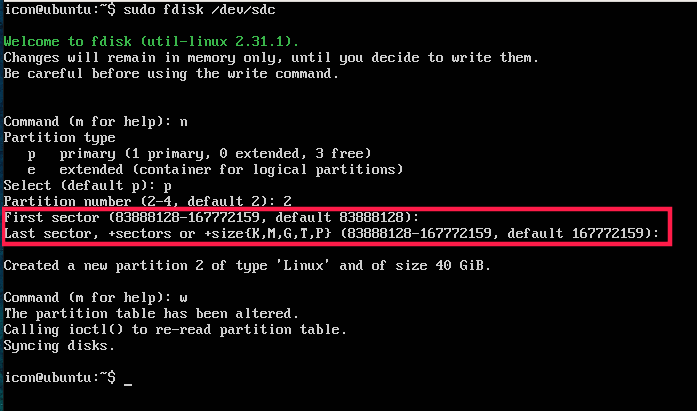 icon@ubuntu:~$ sudo fdisk /dev/sdc
Welcome to fdisk (util-linux 2.31.1).
Changes will remain in memory only, until you decide to write them.
Be careful before using the write command.
Command (m for help): n
Partition type
p   primary (1 primary, 0 extended, 3 free)
e   extended (container for logical partitions)
Select (default p): p
Partition number (2-4, default 2): 2
First sector (83888128-167772159, default 83888128):
Last sector, +sectors or +size{K,M,G,T,P} (83888128-167772159, default 167772159):
Created a new partition 2 of type 'Linux' and of size 40 GiB.
Command (m for help): w
The partition table has been altered.
Calling ioctl() to re-read partition table.
Syncing disks.
icon@ubuntu:~$ _